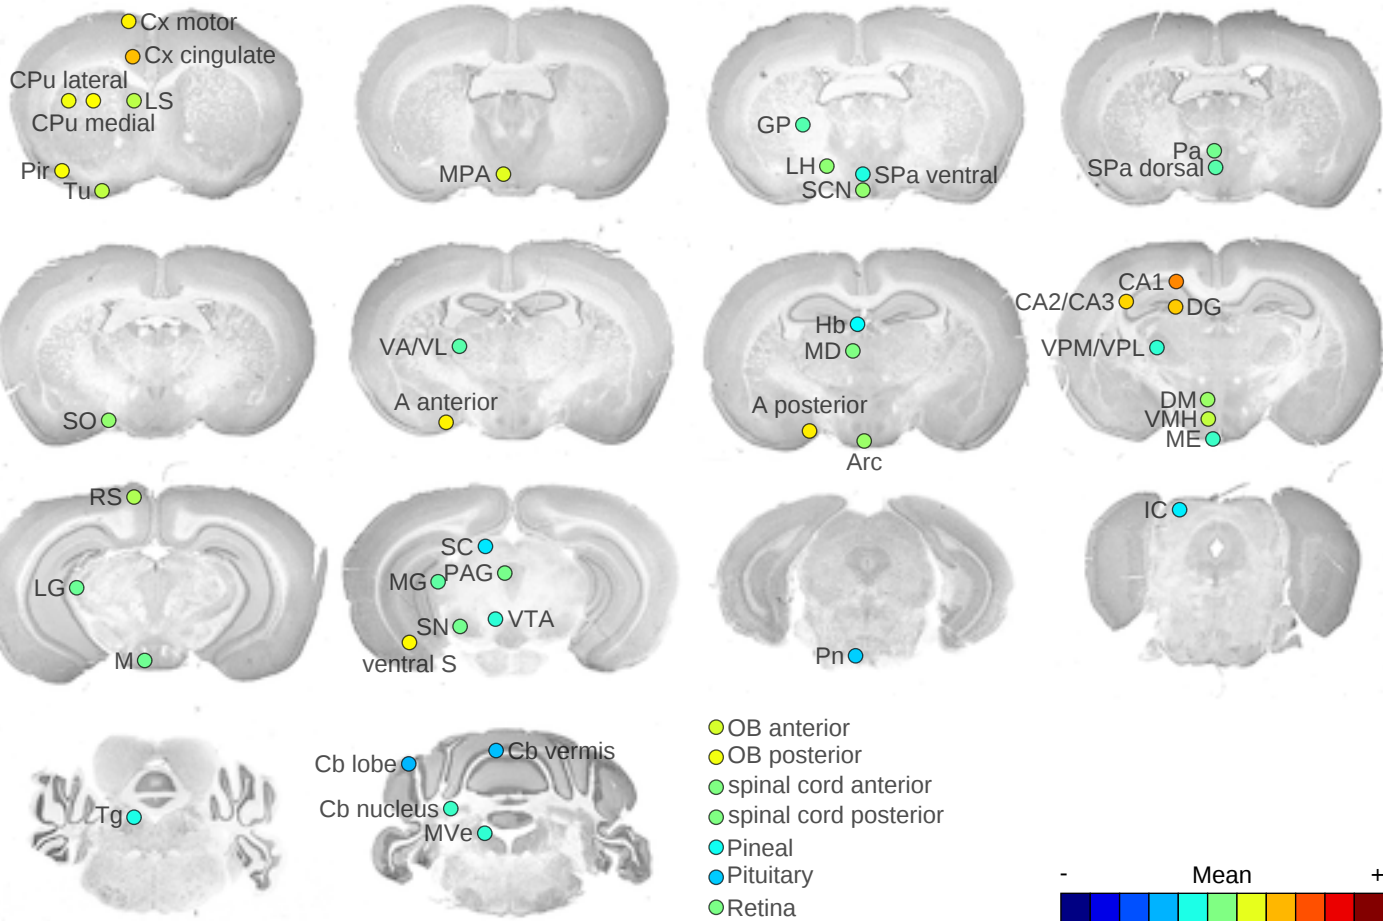 Cx motor
Cx cingulate
CPu lateral
LS
CPu medial
Pir
Tu
MPA
GP
LH
SPa ventral
SCN
Pa
SPa dorsal
SO
VA/VL
A anterior
Hb
MD
A posterior
Arc
CA1
CA2/CA3
DG
VPM/VPL
DM
VMH
ME
RS
LG
M
SC
PAG
MG
VTA
SN
ventral S
Pn
IC
Tg
Cb lobe
Cb vermis
Cb nucleus
MVe
OB anterior
OB posterior
spinal cord anterior
spinal cord posterior
Pineal
Pituitary
Retina
- Mean +